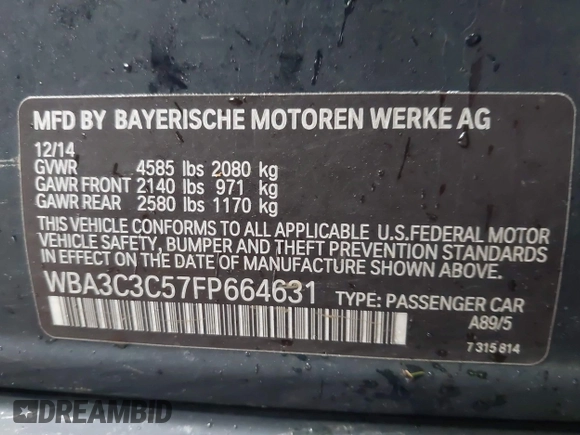 MFD BY BAYERISCHE MOTOREN WERKE AG
12/14
GVWR 4585 lbs 2080 kg
GAWR FRONT 2140 lbs 971 kg
GAWR REAR 2580 lbs 1170 kg
THIS VEHICLE CONFORMS TO ALL APPLICABLE U.S.FEDERAL MOTOR
VEHICLE SAFETY, BUMPER AND THEFT PREVENTION STANDARDS
IN EFFECT ON THE DATE OF MANUFACTURE SHOWN ABOVE.
WBA3C3C57FP664631 TYPE: PASSENGER CAR
A89/5
7 315 814
DREAMBID